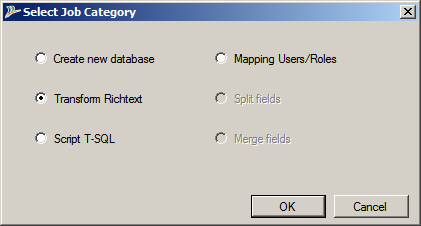 Select Job Category
Create new database
Mapping Users/Roles
Transform Richtext
Split fields
Script T-SQL
Merge fields
OK
Cancel